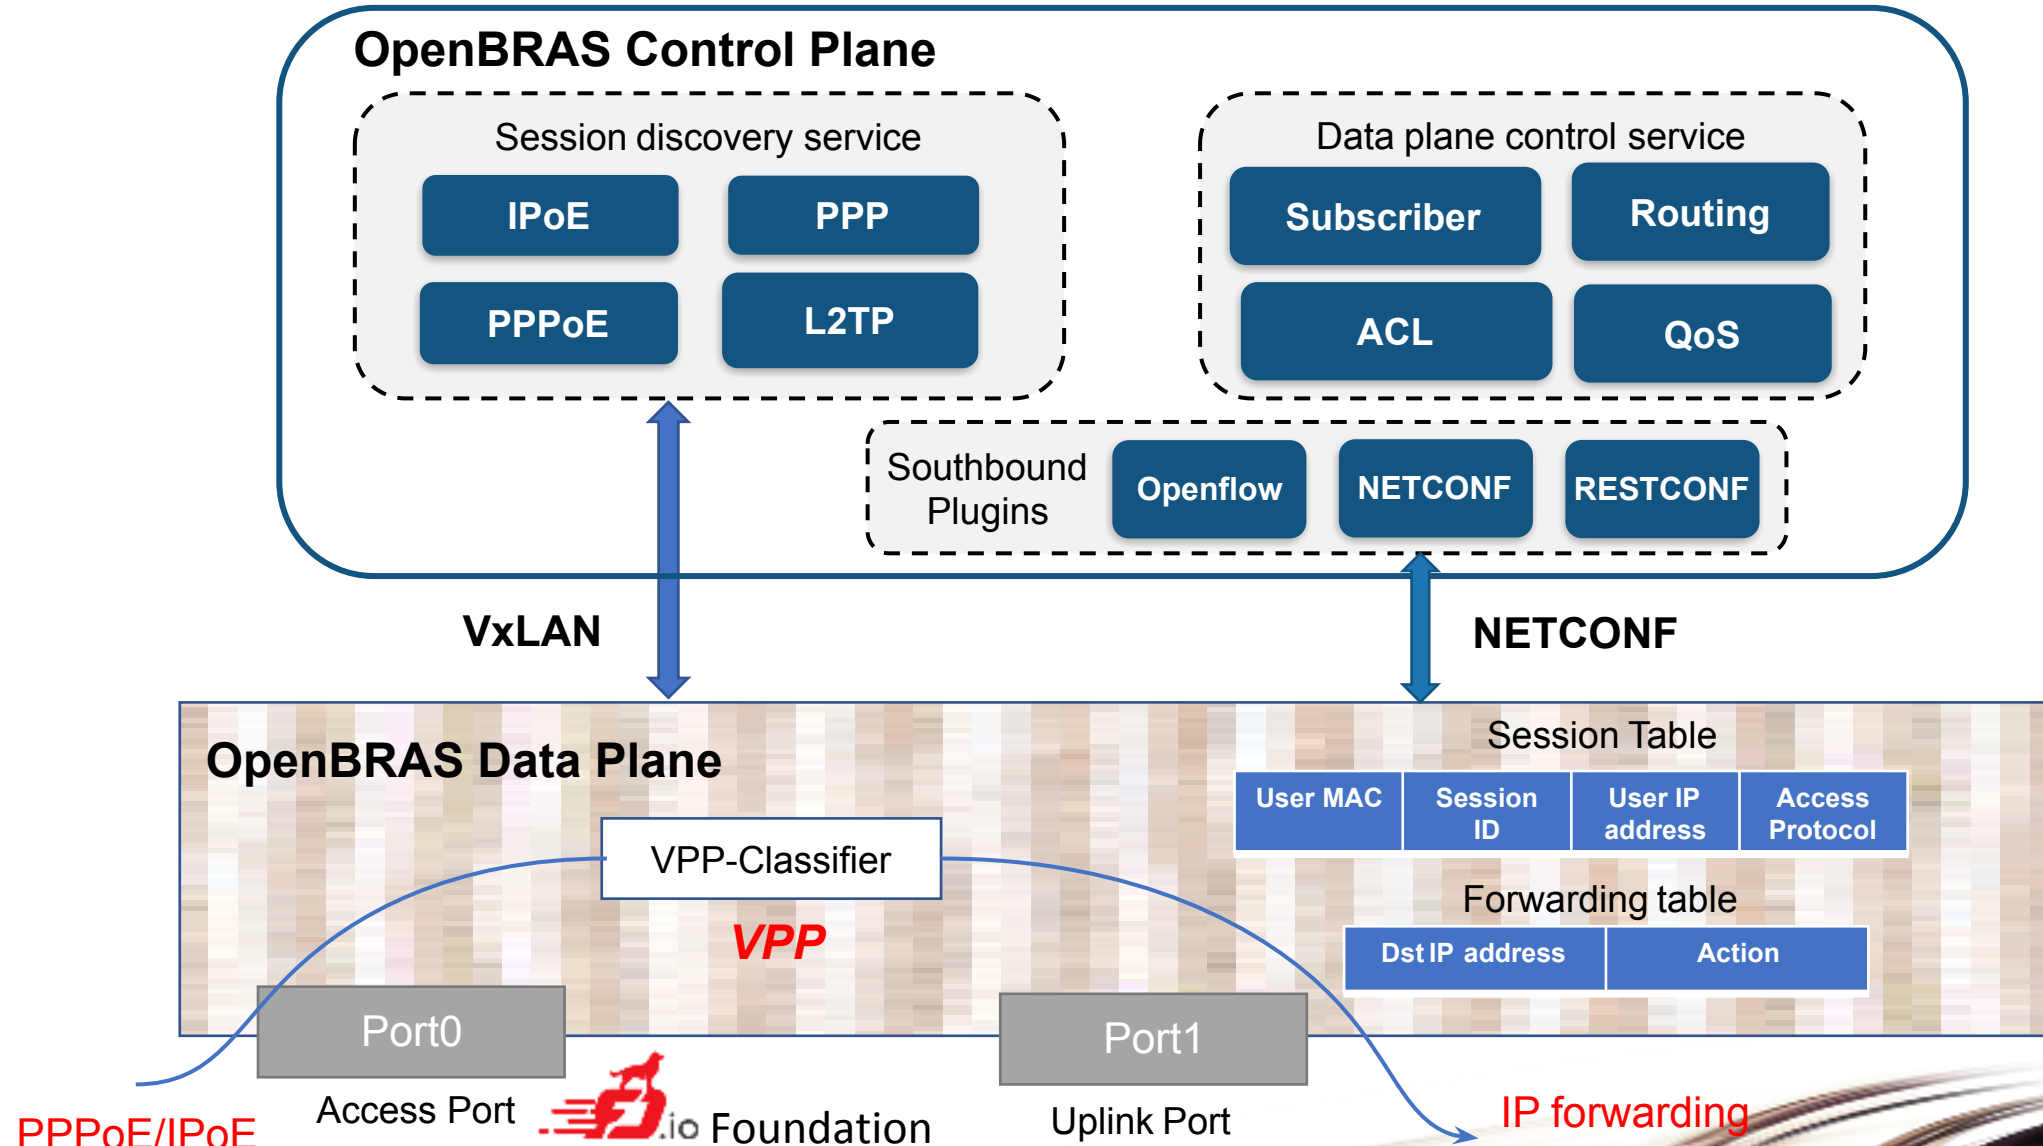 OpenBRAS Control Plane
Session discovery service
IPoE
PPP
PPPoE
L2TP
Data plane control service
Subscriber
Routing
ACL
QoS
Southbound
Plugins
Openflow
NETCONF
RESTCONF
VxLAN
NETCONF
OpenBRAS Data Plane
VPP-Classifier
VPP
Session Table
User MAC
Session
ID
User IP
address
Access
Protocol
Forwarding table
Dst IP address
Action
Port0
Port1
Access Port
.io Foundation
Uplink Port
PPPoE/IPoE
IP forwarding